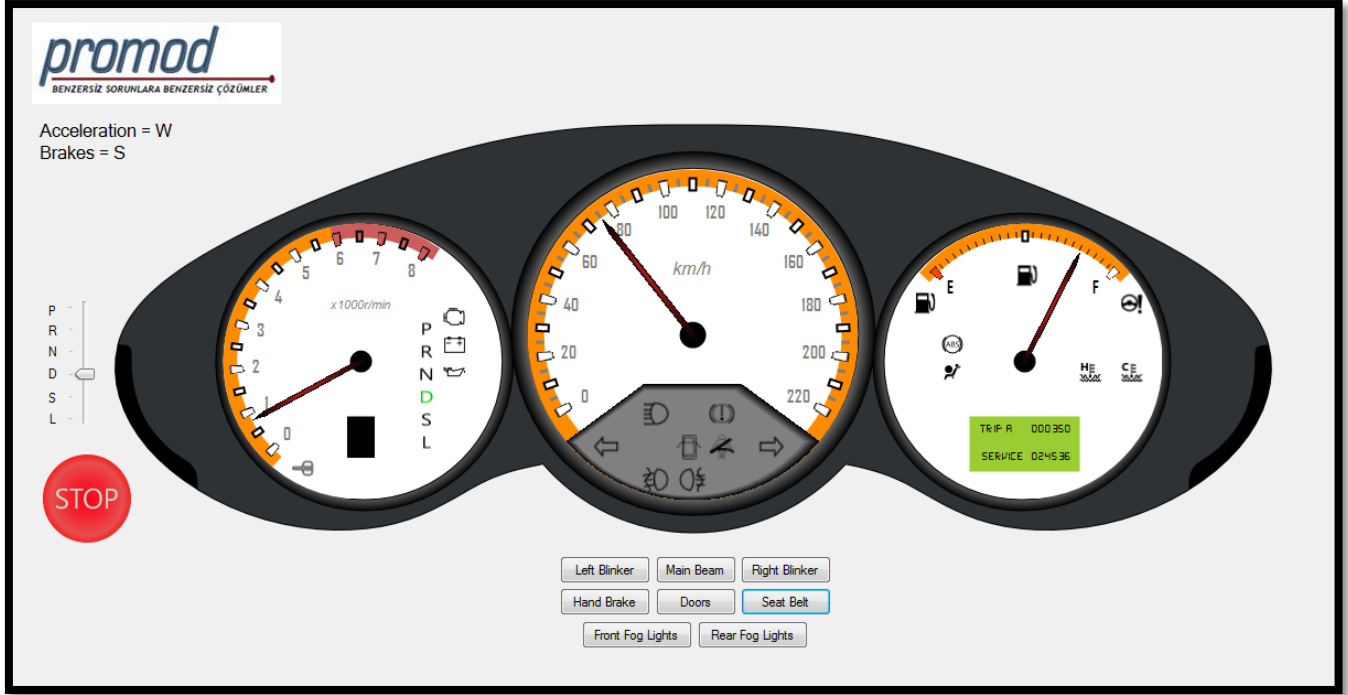 promod
BENZERSİZ SORUNLARA BENZERSİZ ÇÖZÜMLER
Acceleration = W
Brakes = S
P
R
N
D
S
L
STOP
0
1
2
3
4
5
6
7
8
x1000r/min
P
R
N
D
S
L
0
20
40
60
80
100
120
140
160
180
200
220
km/h
E
F
ABS
H
C
TRIP A 000350
SERVICE 024536
Left Blinker
Main Beam
Right Blinker
Hand Brake
Doors
Seat Belt
Front Fog Lights
Rear Fog Lights